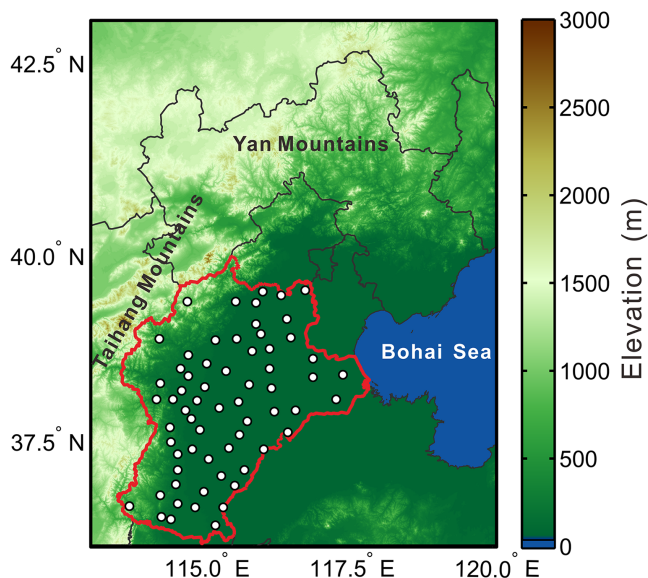 42.5° N
40.0° N
37.5° N
115.0° E
117.5° E
120.0° E
Yan Mountains
Taihang Mountains
Bohai Sea
3000
2500
2000
1500
1000
500
0
Elevation (m)